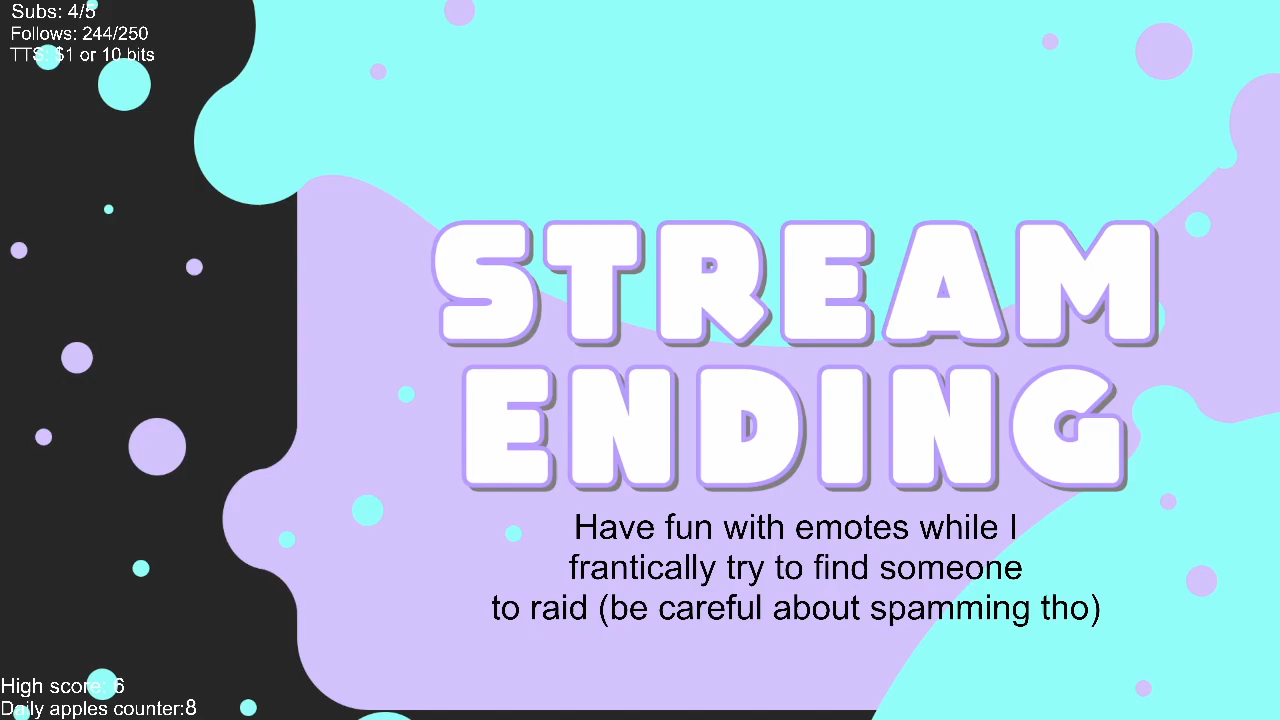 Subs: 4/5
Follows: 244/250
TTS: $1 or 10 bits
STREAM
ENDING
Have fun with emotes while I
frantically try to find someone
to raid (be careful about spamming tho)
High score: 6
Daily apples counter:8